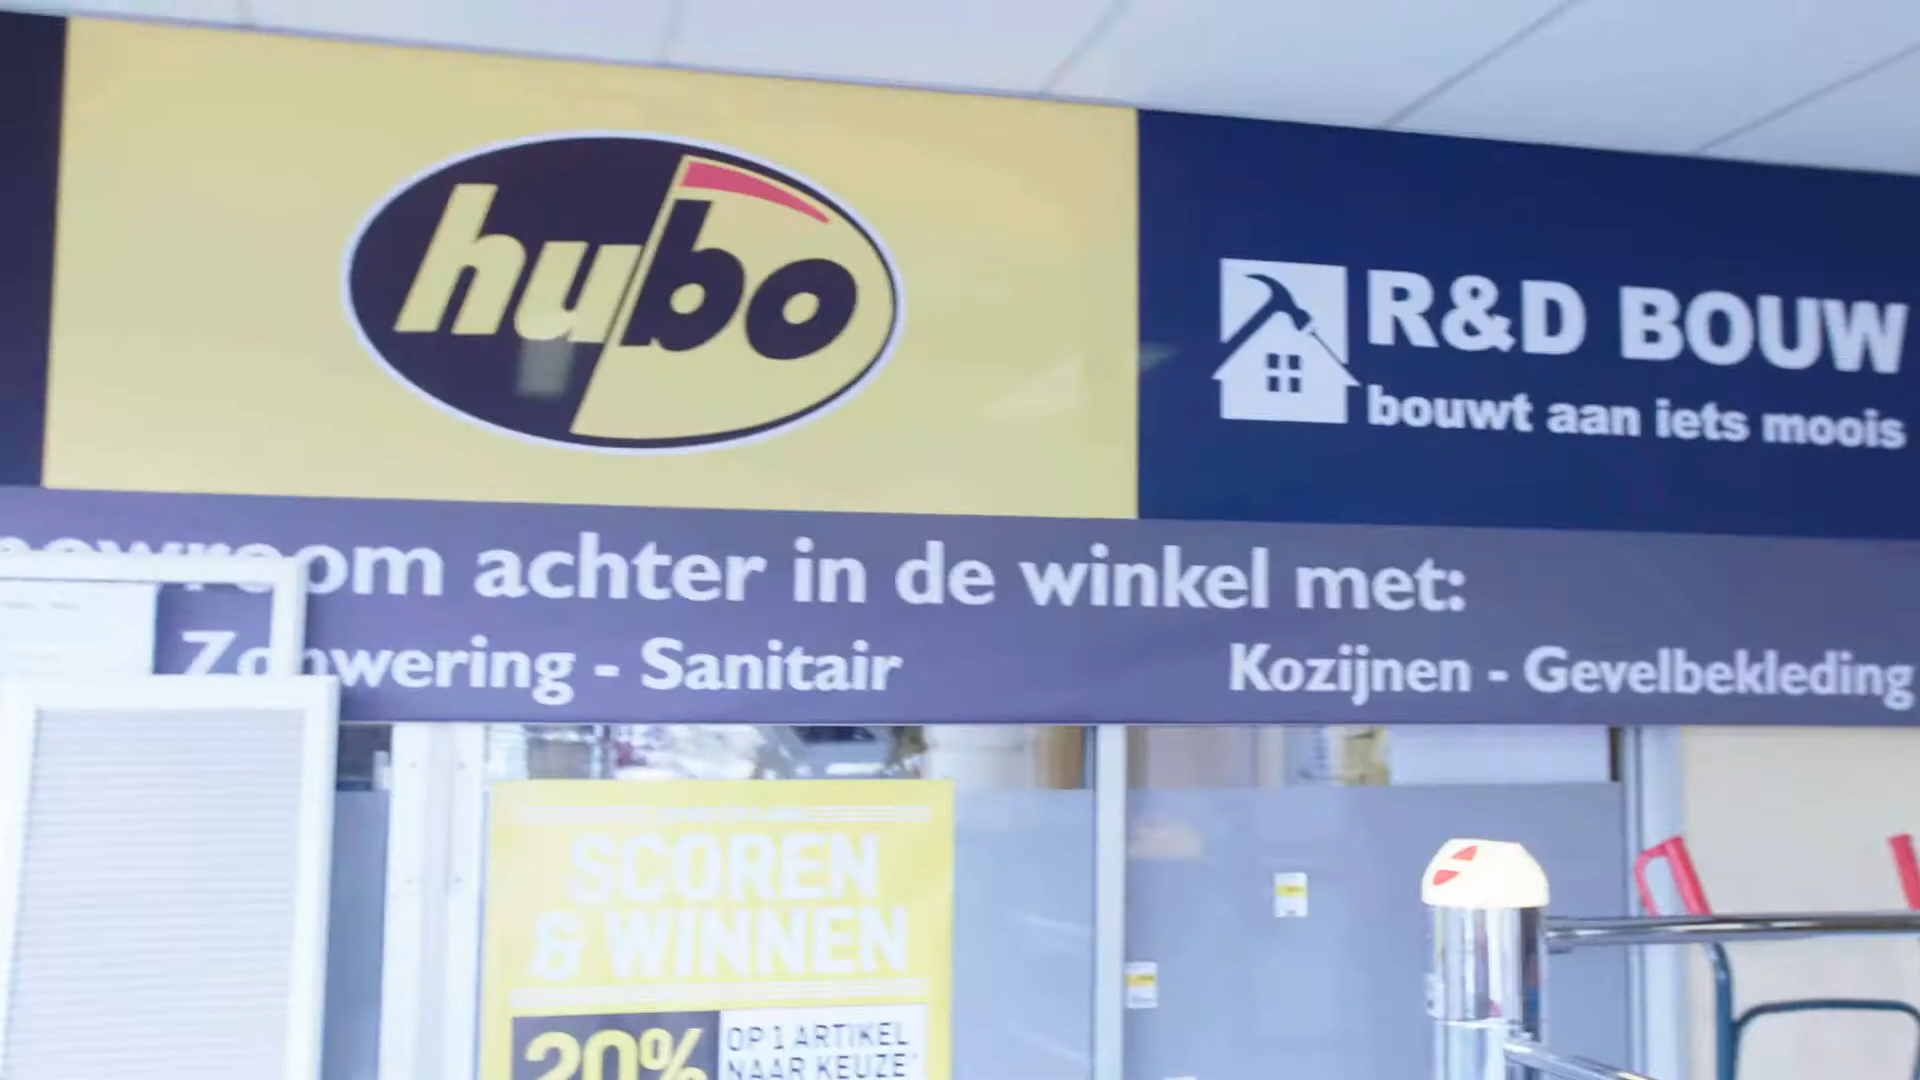 hubo
R&D BOUW
bouwt aan iets moois
achter in de winkel met:
Zonwering - Sanitair
Kozijnen - Gevelbekleding
SCOREN
& WINNEN
20%
OP 1 ARTIKEL
NAAR KEUZE*